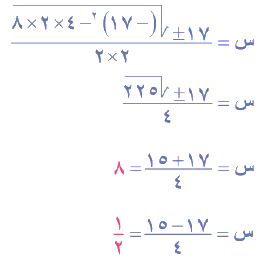 س = (١٧ ± √((−١٧)² − ٤×٢×٨)) / (٢×٢)
س = (١٧ ± √٢٢٥) / ٤
س = (١٧+١٥) / ٤ = ٨
س = (١٧−١٥) / ٤ = ١/٢